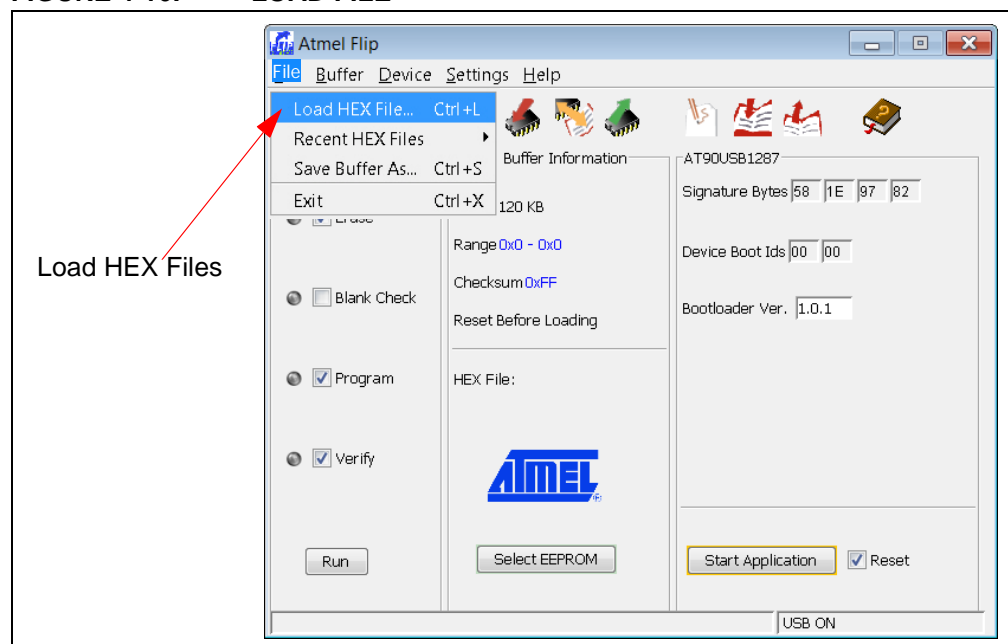 Atmel Flip
File Buffer Device Settings Help
Load HEX File... Ctrl+L
Recent HEX Files
Save Buffer As... Ctrl+S
Exit Ctrl+X
Load HEX Files
Erase
Blank Check
Program
Verify
Run
Buffer Information
120 KB
Range 0x0 - 0x0
Checksum 0xFF
Reset Before Loading
HEX File:
ATMEL
®
Select EEPROM
AT90USB1287
Signature Bytes 58 1E 97 82
Device Boot Ids 00 00
Bootloader Ver. 1.0.1
Start Application Reset
USB ON